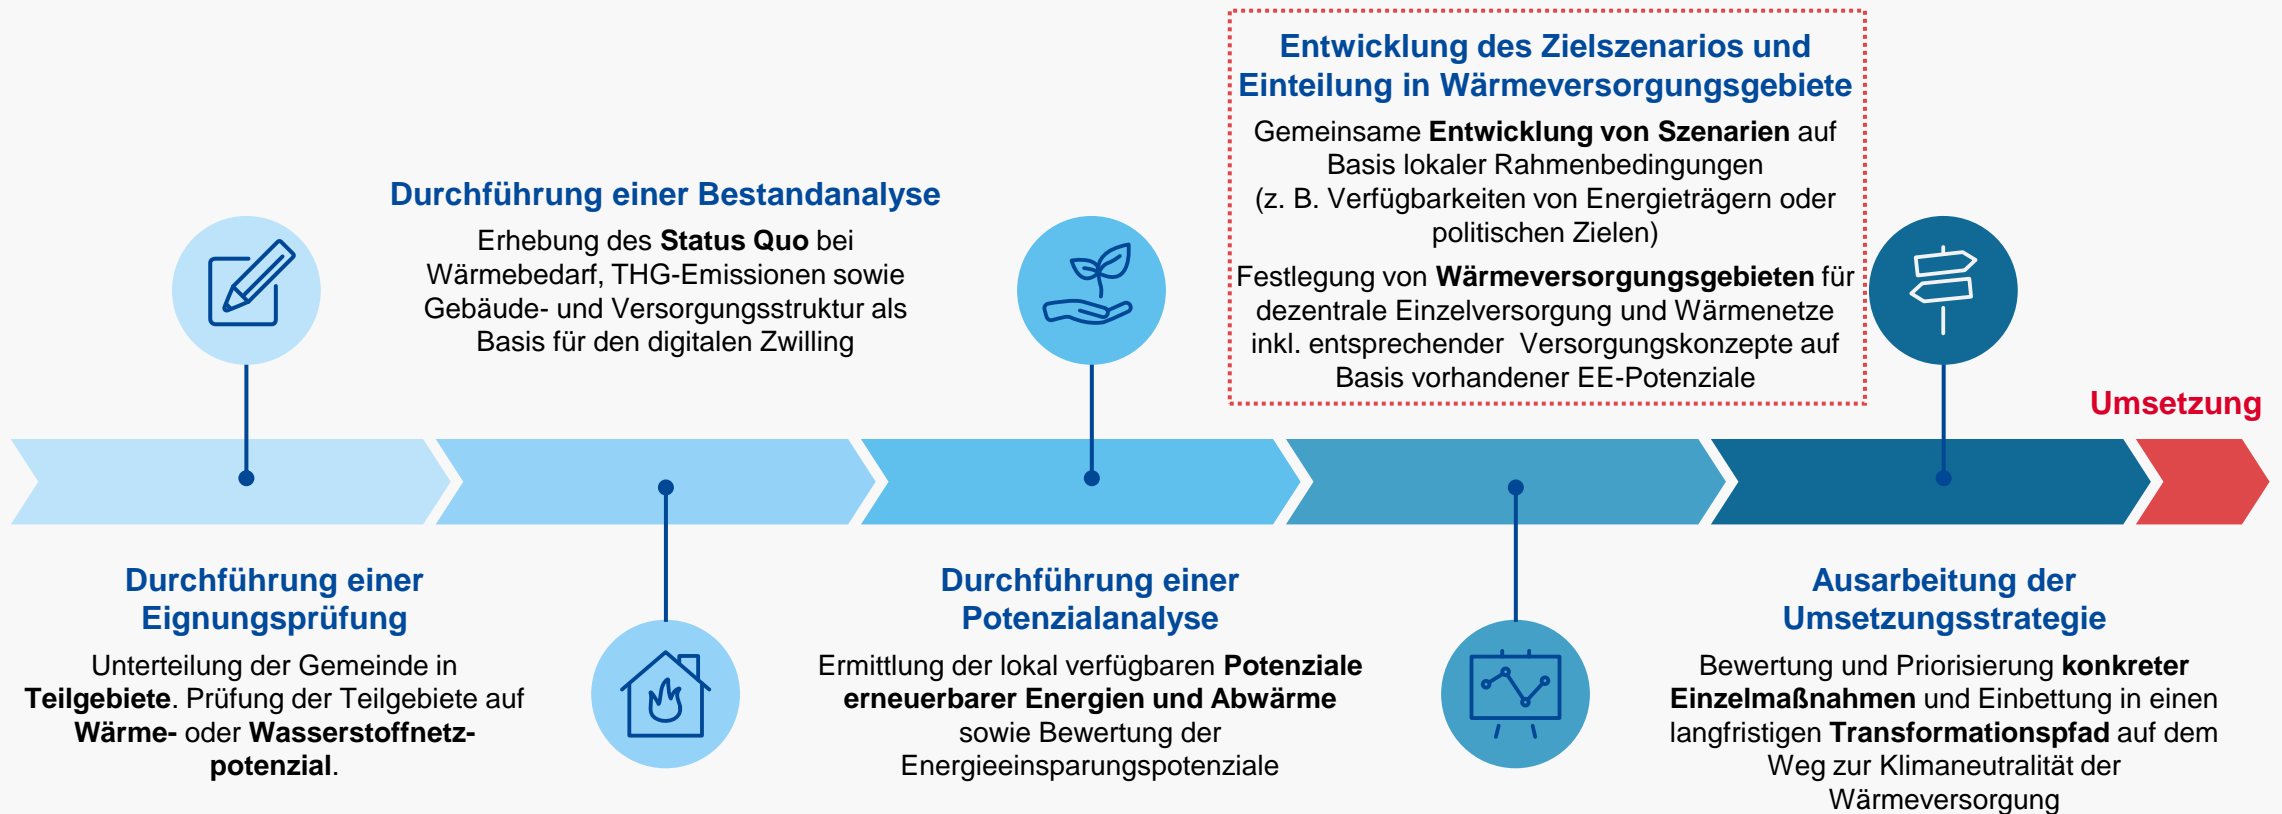 Durchführung einer
Eignungsprüfung
Unterteilung der Gemeinde in
Teilgebiete. Prüfung der Teilgebiete auf
Wärme- oder Wasserstoffnetz-
potenzial.
Durchführung einer Bestandanalyse
Erhebung des Status Quo bei
Wärmebedarf, THG-Emissionen sowie
Gebäude- und Versorgungsstruktur als
Basis für den digitalen Zwilling
Durchführung einer
Potenzialanalyse
Ermittlung der lokal verfügbaren Potenziale
erneuerbarer Energien und Abwärme
sowie Bewertung der
Energieeinsparungspotenziale
Entwicklung des Zielszenarios und
Einteilung in Wärmeversorgungsgebiete
Gemeinsame Entwicklung von Szenarien auf
Basis lokaler Rahmenbedingungen
(z. B. Verfügbarkeiten von Energieträgern oder
politischen Zielen)
Festlegung von Wärmeversorgungsgebieten für
dezentrale Einzelversorgung und Wärmenetze
inkl. entsprechender Versorgungskonzepte auf
Basis vorhandener EE-Potenziale
Ausarbeitung der
Umsetzungsstrategie
Bewertung und Priorisierung konkreter
Einzelmaßnahmen und Einbettung in einen
langfristigen Transformationspfad auf dem
Weg zur Klimaneutralität der
Wärmeversorgung
Umsetzung